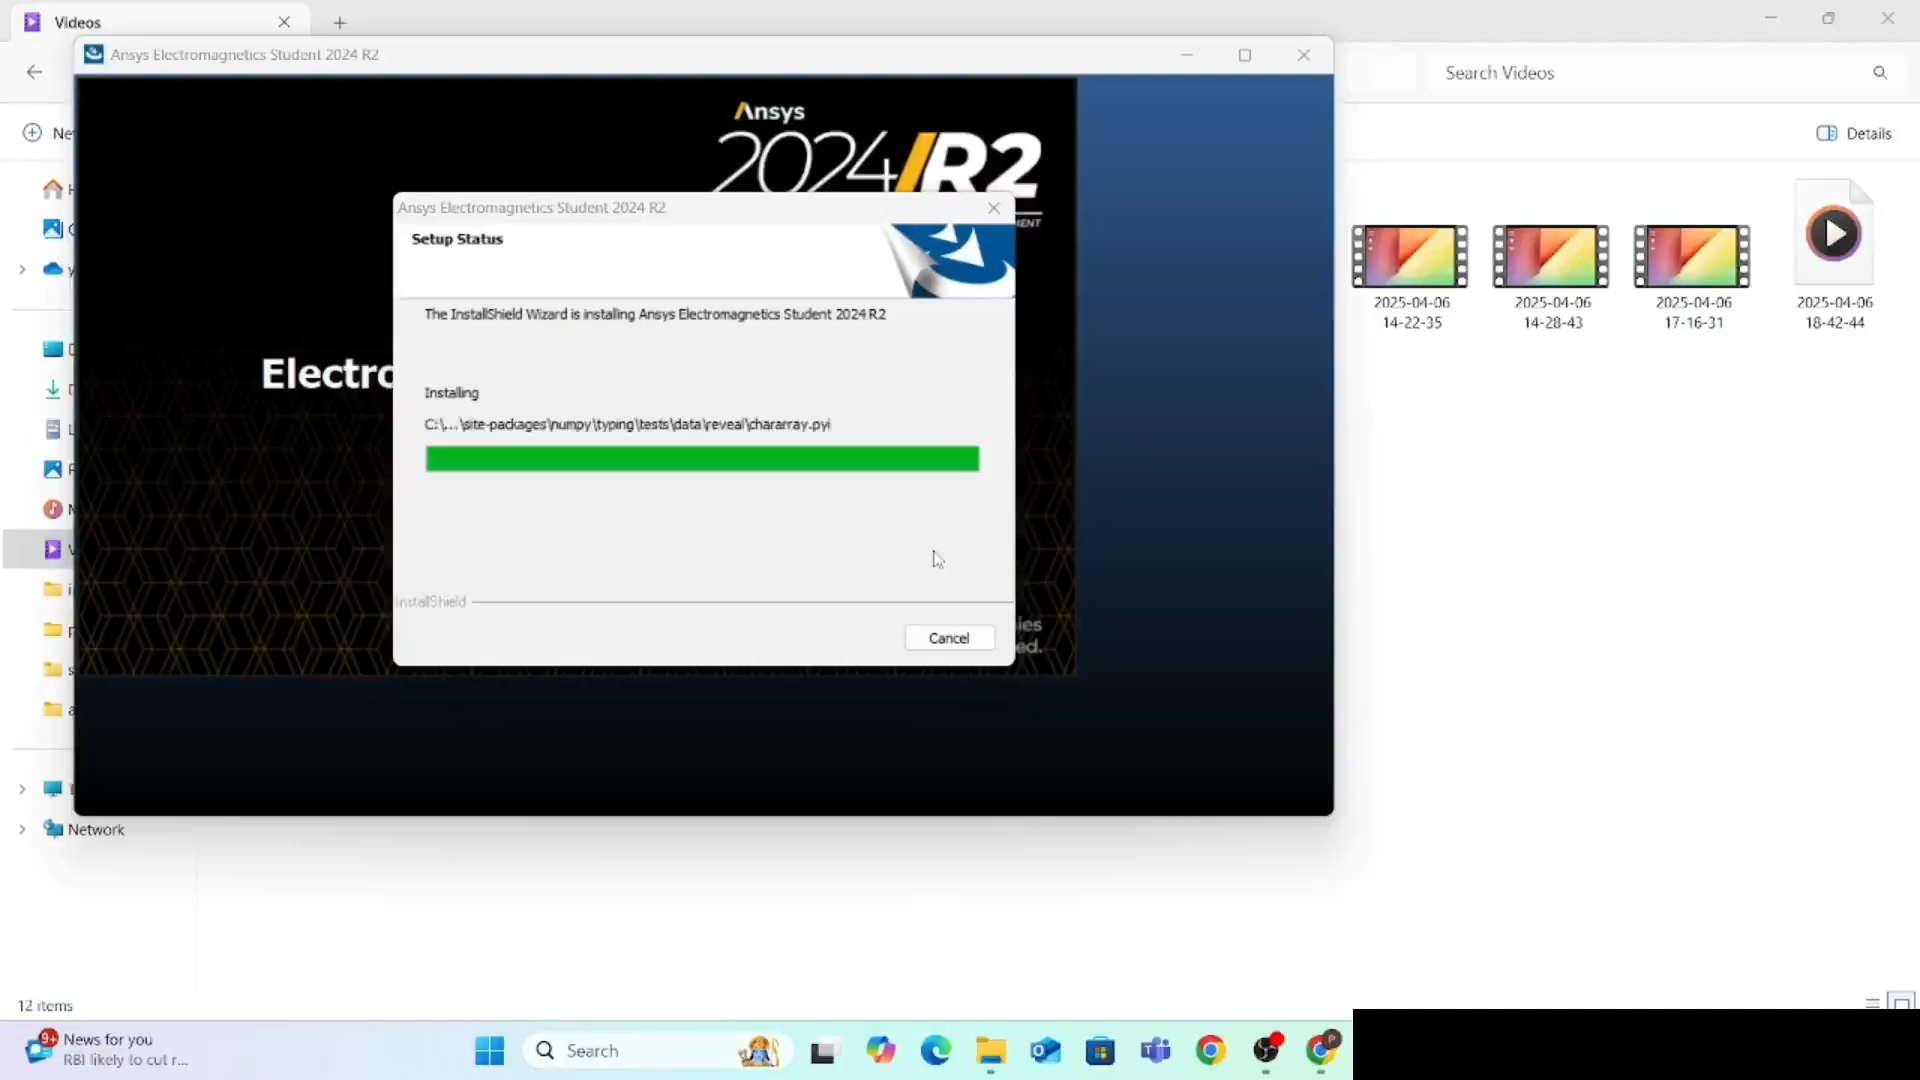 Videos
Ansys Electromagnetics Student 2024 R2
Search Videos
Details
Ansys
2024 R2
Ansys Electromagnetics Student 2024 R2
Setup Status
The InstallShield Wizard is installing Ansys Electromagnetics Student 2024 R2
Electro
Installing
C:\...\site-packages\numpy\typing\tests\data\reveal\chararray.pyi
InstallShield
Cancel
ed.
2025-04-06
14-22-35
2025-04-06
14-28-43
2025-04-06
17-16-31
2025-04-06
18-42-44
Network
12 items
9+
News for you
RBI likely to cut r...
Search
P